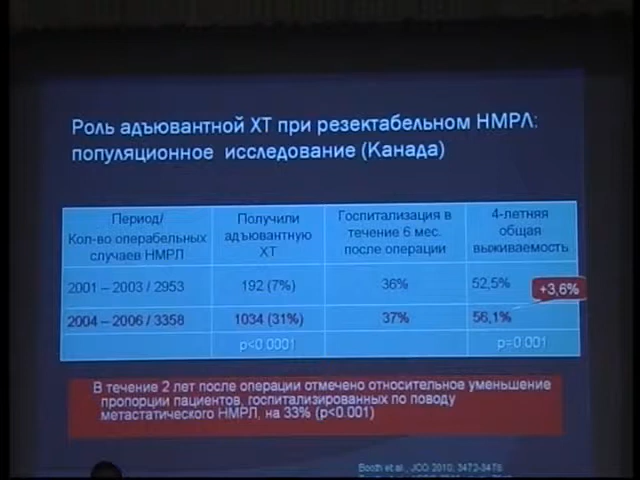 Роль адъювантной ХТ при резектабельном НМРЛ:
популяционное исследование (Канада)
Период/
Кол-во операбельных
случаев НМРЛ
Получили
адъювантную
ХТ
Госпитализация в
течение 6 мес.
после операции
4-летняя
общая
выживаемость
2001 – 2003 / 2953
192 (7%)
36%
52,5%
+3,6%
2004 – 2006 / 3358
1034 (31%)
37%
56,1%
p<0.0001
p=0.001
В течение 2 лет после операции отмечено относительное уменьшение
пропорции пациентов, госпитализированных по поводу
метастатического НМРЛ, на 33% (p<0.001)
Booth et al., JCO 2010; 3472-3478